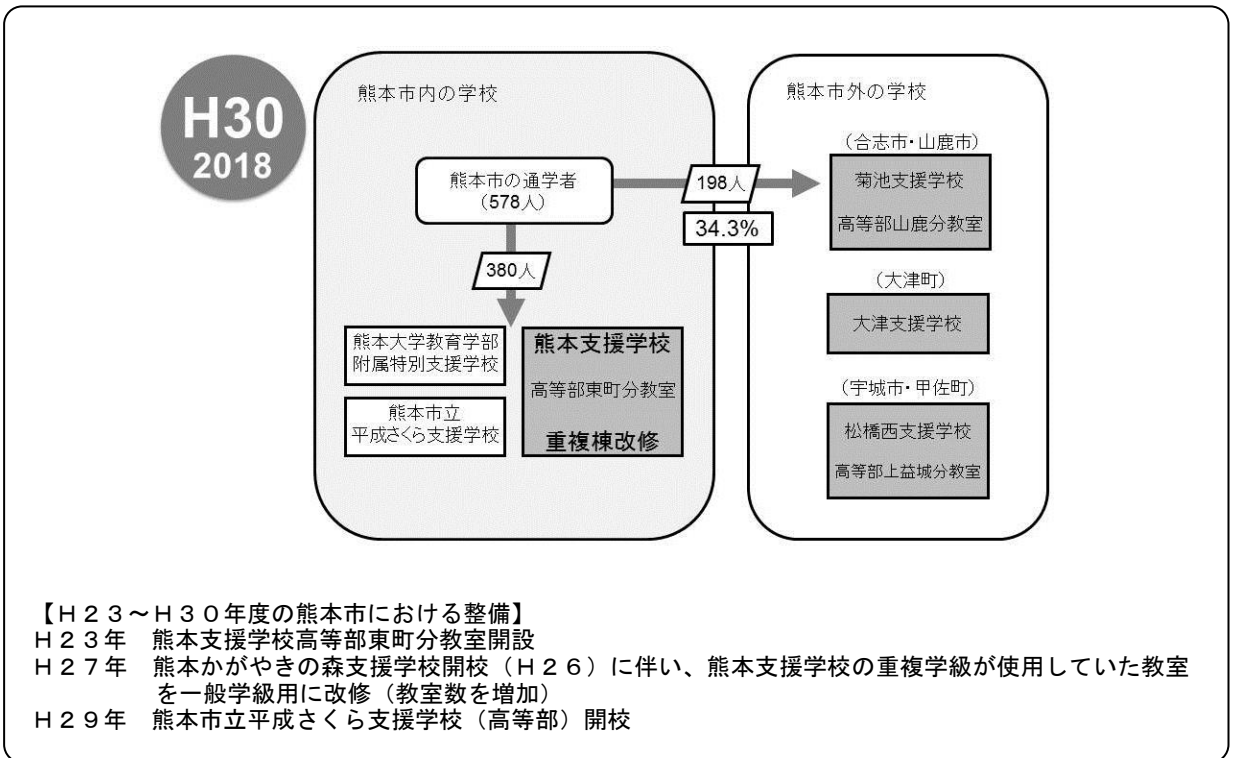 H30
2018
熊本市内の学校
熊本市の通学者
(578人)
380人
熊本大学教育学部
附属特別支援学校
熊本市立
平成さくら支援学校
熊本支援学校
高等部東町分教室
重複棟改修
198人
34.3%
熊本市外の学校
(合志市・山鹿市)
菊池支援学校
高等部山鹿分教室
(大津町)
大津支援学校
(宇城市・甲佐町)
松橋西支援学校
高等部上益城分教室
【H23~H30年度の熊本市における整備】
H23年 熊本支援学校高等部東町分教室開設
H27年 熊本かがやきの森支援学校開校(H26)に伴い、熊本支援学校の重複学級が使用していた教室
を一般学級用に改修(教室数を増加)
H29年 熊本市立平成さくら支援学校(高等部)開校